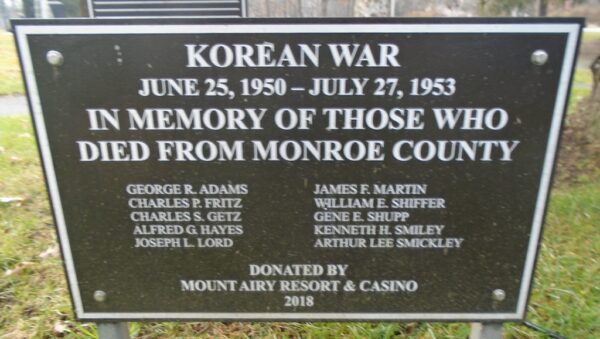 KOREAN WAR
JUNE 25, 1950 – JULY 27, 1953
IN MEMORY OF THOSE WHO
DIED FROM MONROE COUNTY
GEORGE R. ADAMS
CHARLES P. FRITZ
CHARLES S. GETZ
ALFRED G. HAYES
JOSEPH L. LORD
JAMES F. MARTIN
WILLIAM E. SHIFFER
GENE E. SHUPP
KENNETH H. SMILEY
ARTHUR LEE SMICKLEY
DONATED BY
MOUNT AIRY RESORT & CASINO
2018